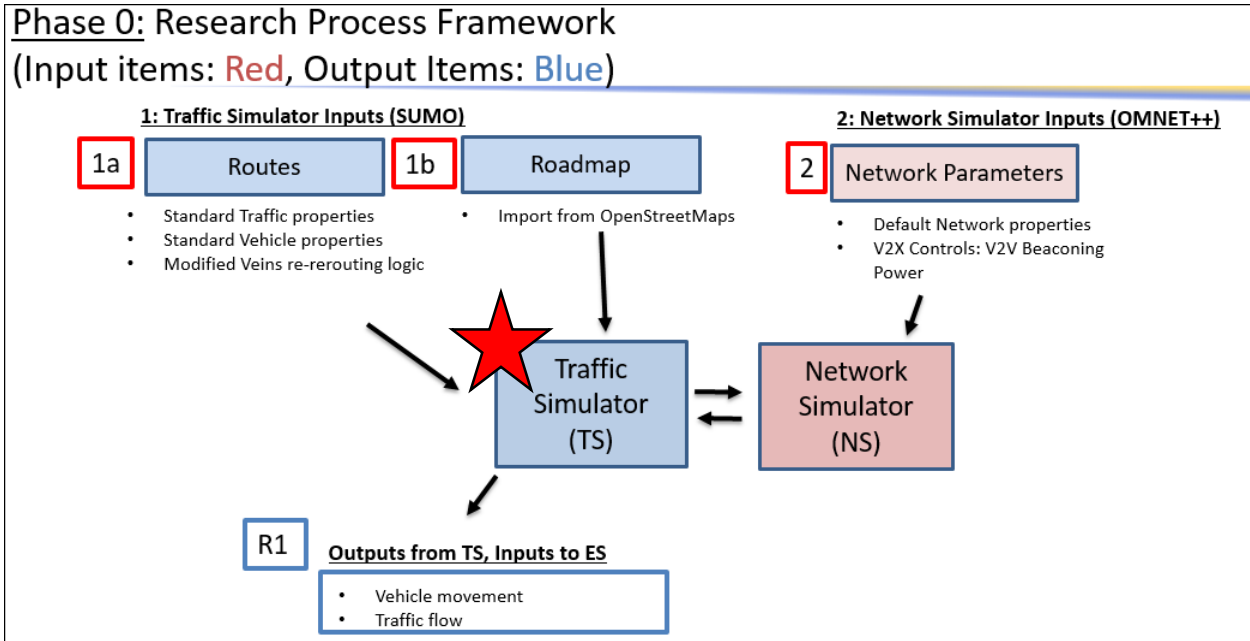 Phase 0: Research Process Framework
(Input items: Red, Output Items: Blue)
1: Traffic Simulator Inputs (SUMO)
2: Network Simulator Inputs (OMNET++)
1a
Routes
1b
Roadmap
2
Network Parameters
• Standard Traffic properties
• Standard Vehicle properties
• Modified Veins re-rerouting logic
• Import from OpenStreetMaps
• Default Network properties
• V2X Controls: V2V Beaconing
Power
Traffic
Simulator
(TS)
Network
Simulator
(NS)
R1
Outputs from TS, Inputs to ES
• Vehicle movement
• Traffic flow